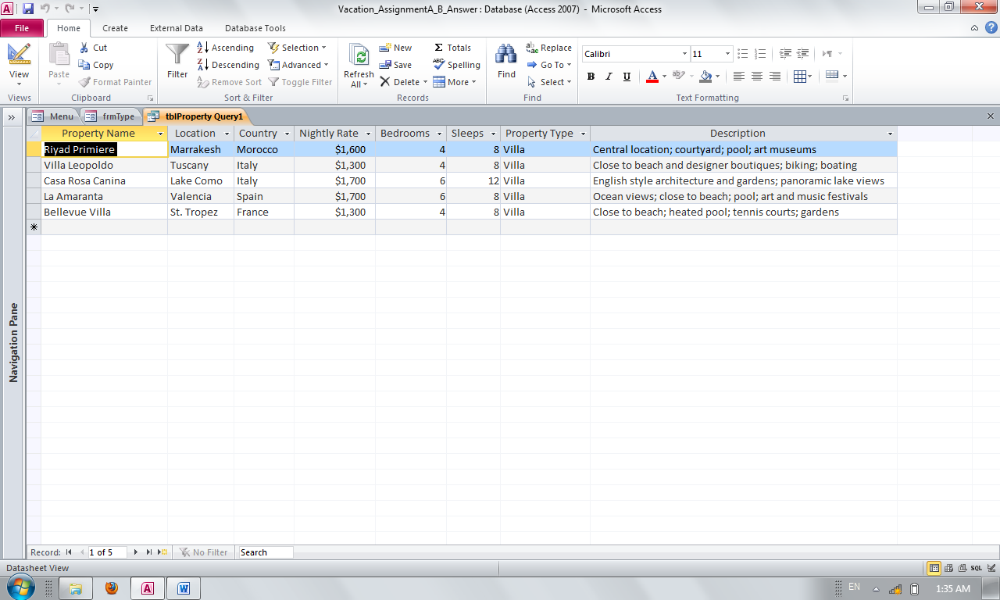 Vacation_AssignmentA_B_Answer : Database (Access 2007) - Microsoft Access
File Home Create External Data Database Tools
View Paste Cut Copy Format Painter Filter Ascending Descending Remove Sort Selection Advanced Toggle Filter Refresh All New Save Delete Totals Spelling More Find Replace Go To Select Calibri 11 B I U A
Views Clipboard Sort & Filter Records Find Text Formatting
Menu frmType tblProperty Query1
Property Name Location Country Nightly Rate Bedrooms Sleeps Property Type Description
Riyad Primiere Marrakesh Morocco $1,600 4 8 Villa Central location; courtyard; pool; art museums
Villa Leopoldo Tuscany Italy $1,300 4 8 Villa Close to beach and designer boutiques; biking; boating
Casa Rosa Canina Lake Como Italy $1,700 6 12 Villa English style architecture and gardens; panoramic lake views
La Amaranta Valencia Spain $1,700 6 8 Villa Ocean views; close to beach; pool; art and music festivals
Bellevue Villa St. Tropez France $1,300 4 8 Villa Close to beach; heated pool; tennis courts; gardens
Navigation Pane
Record: 1 of 5 No Filter Search
Datasheet View SQL
EN 1:35 AM